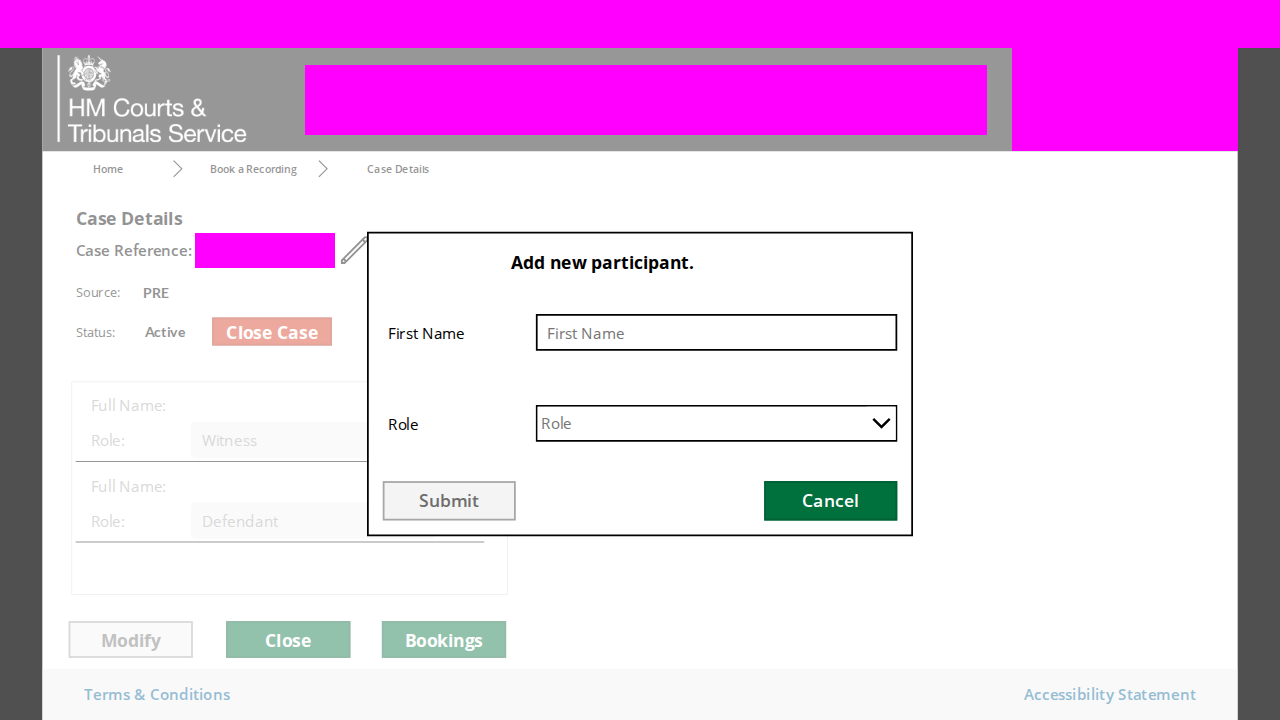 HM Courts &
Tribunals Service
Home
Book a Recording
Case Details
Case Details
Case Reference:
Source: PRE
Status: Active Close Case
Full Name:
Role: Witness
Full Name:
Role: Defendant
Add new participant.
First Name First Name
Role Role
Submit Cancel
Modify Close Bookings
Terms & Conditions Accessibility Statement